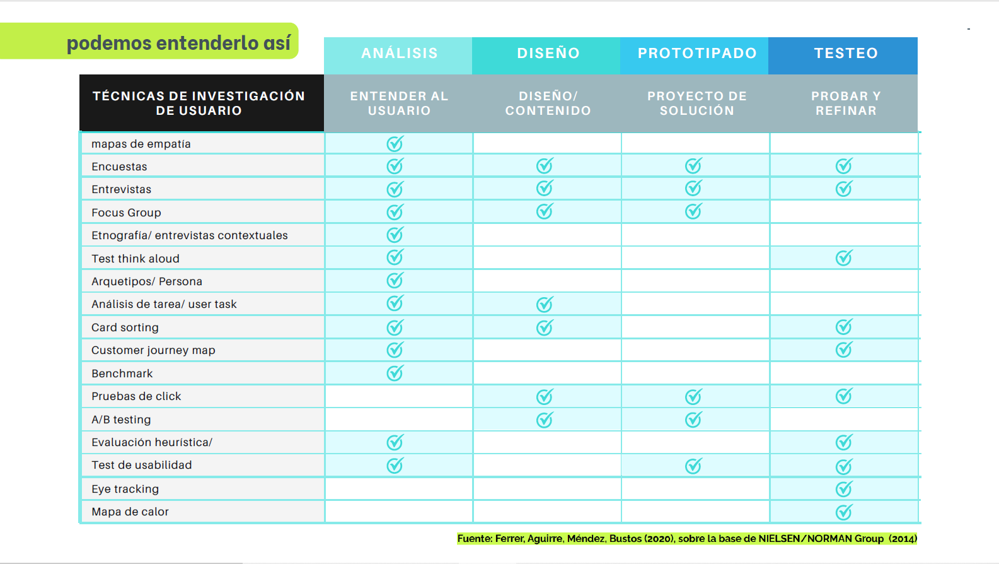 podemos entenderlo así
ANÁLISIS DISEÑO PROTOTIPADO TESTEO
TÉCNICAS DE INVESTIGACIÓN
DE USUARIO
ENTENDER AL
USUARIO
DISEÑO/
CONTENIDO
PROYECTO DE
SOLUCIÓN
PROBAR Y
REFINAR
mapas de empatía
Encuestas
Entrevistas
Focus Group
Etnografía/ entrevistas contextuales
Test think aloud
Arquetipos/ Persona
Análisis de tarea/ user task
Card sorting
Customer journey map
Benchmark
Pruebas de click
A/B testing
Evaluación heurística/
Test de usabilidad
Eye tracking
Mapa de calor
Fuente: Ferrer, Aguirre, Méndez, Bustos (2020), sobre la base de NIELSEN/NORMAN Group (2014)